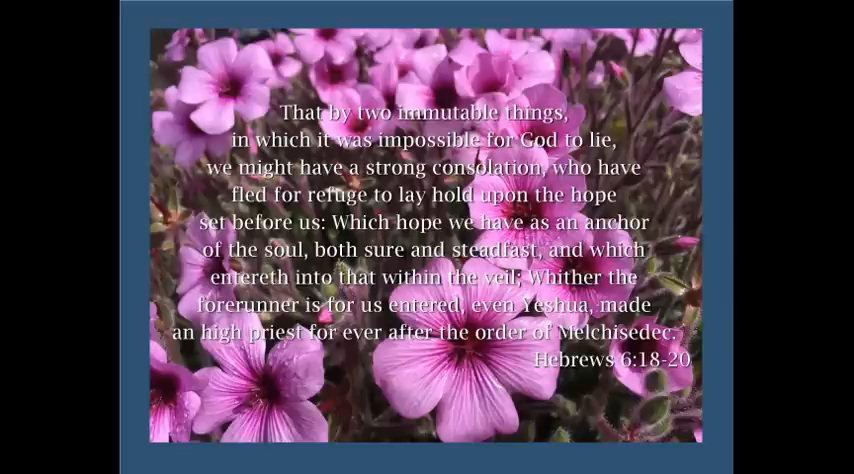 That by two immutable things,
in which it was impossible for God to lie,
we might have a strong consolation, who have
fled for refuge to lay hold upon the hope
set before us: Which hope we have as an anchor
of the soul, both sure and steadfast, and which
entereth into that within the veil; Whither the
forerunner is for us entered, even Yeshua, made
an high priest for ever after the order of Melchisedec.
Hebrews 6:18-20